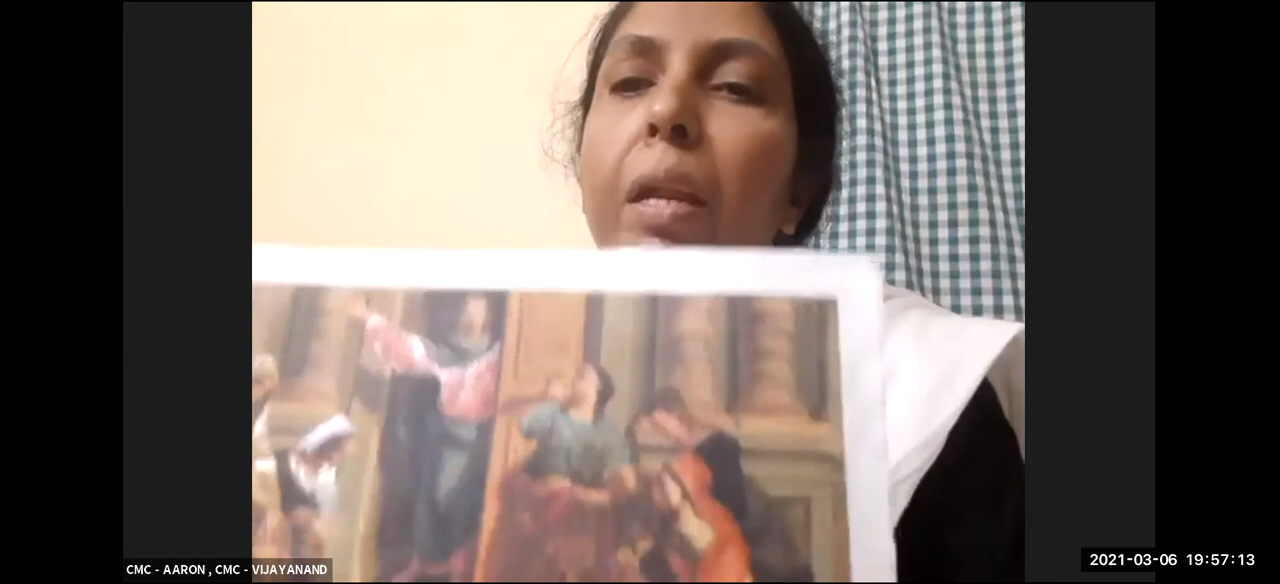 CMC - AARON , CMC - VIJAYANAND
2021-03-06 19:57:13